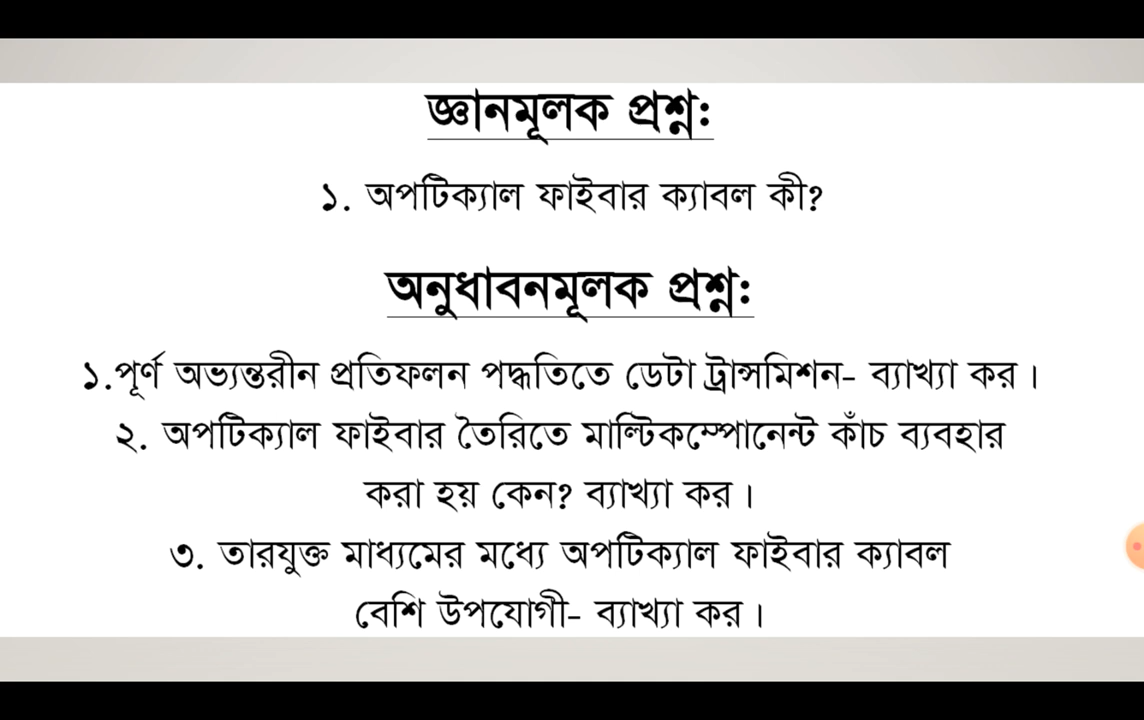 জ্ঞানমূলক প্রশ্ন:
১. অপটিক্যাল ফাইবার ক্যাবল কী?
অনুধাবনমূলক প্রশ্ন:
১.পূর্ণ অভ্যন্তরীন প্রতিফলন পদ্ধতিতে ডেটা ট্রান্সমিশন- ব্যাখ্যা কর।
২. অপটিক্যাল ফাইবার তৈরিতে মাল্টিকম্পোনেন্ট কাঁচ ব্যবহার
করা হয় কেন? ব্যাখ্যা কর।
৩. তারযুক্ত মাধ্যমের মধ্যে অপটিক্যাল ফাইবার ক্যাবল
বেশি উপযোগী- ব্যাখ্যা কর।